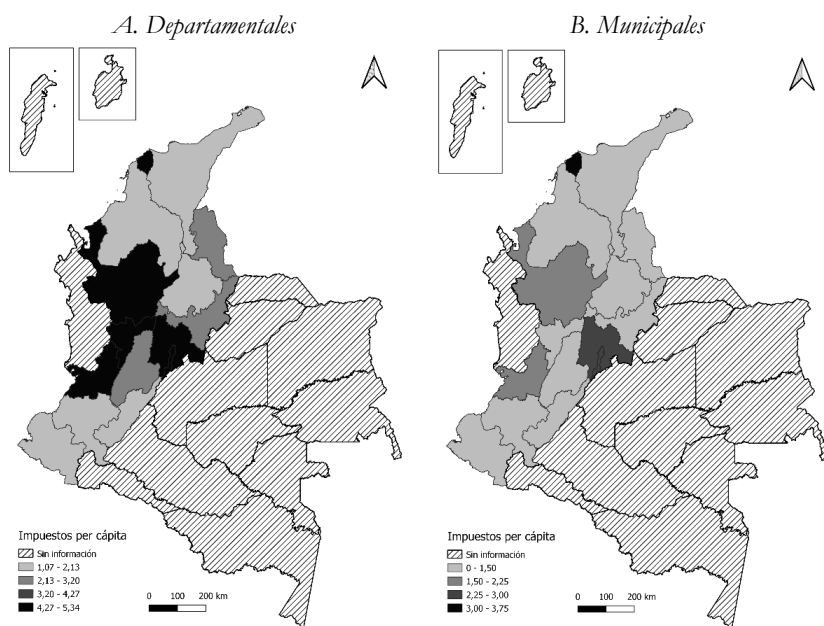 A. Departamentales
Impuestos per cápita
Sin información
1,07 - 2,13
2,13 - 3,20
3,20 - 4,27
4,27 - 5,34
0 100 200 km
B. Municipales
Impuestos per cápita
Sin información
0 - 1,50
1,50 - 2,25
2,25 - 3,00
3,00 - 3,75
0 100 200 km